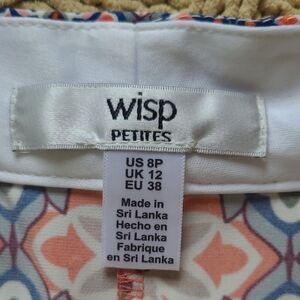 wisp
PETITES
US 8P
UK 12
EU 38
Made in
Sri Lanka
Hecho en
Sri Lanka
Fabrique
en Sri Lanka